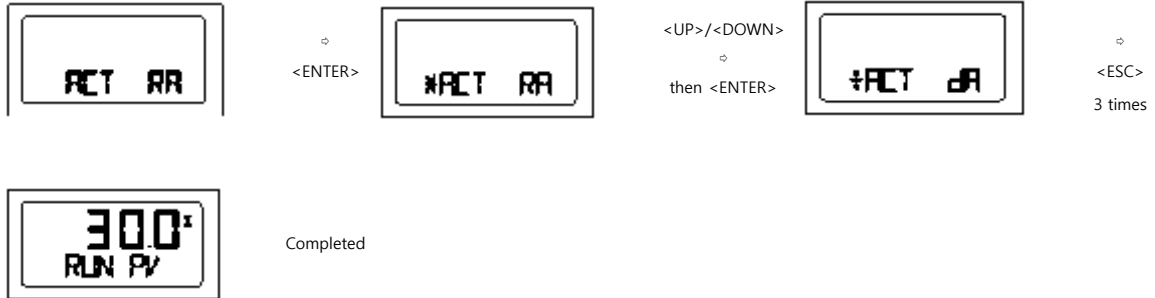 ACT RA
⇨
<ENTER>
*ACT RA
<UP>/<DOWN>
⇨
then <ENTER>
÷ACT dA
⇨
<ESC>
3 times
30.0%
RUN PV
Completed